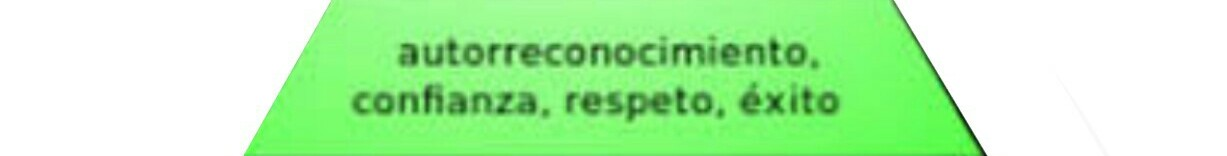 autorreconocimiento,
confianza, respeto, éxito